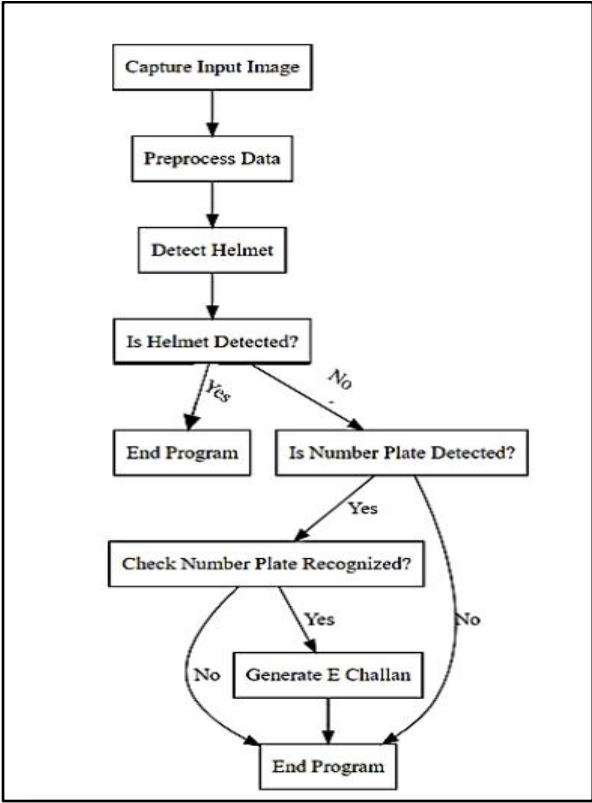 Capture Input Image
Preprocess Data
Detect Helmet
Is Helmet Detected?
Yes
No
End Program
Is Number Plate Detected?
Yes
Check Number Plate Recognized?
Yes
No
No
Generate E Challan
End Program